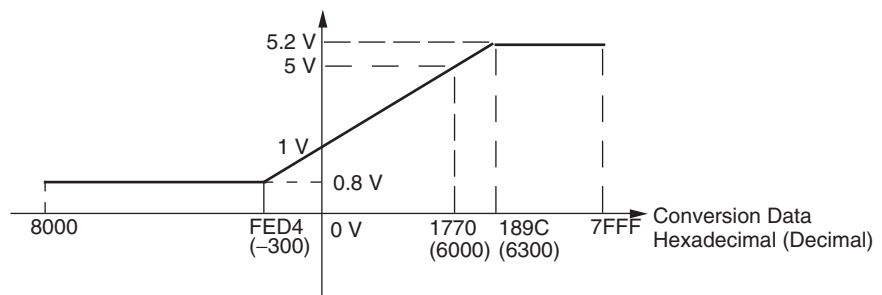 5.2 V
5 V
1 V
0.8 V
8000
FED4
(−300)
0 V
1770
(6000)
189C
(6300)
7FFF
Conversion Data
Hexadecimal (Decimal)